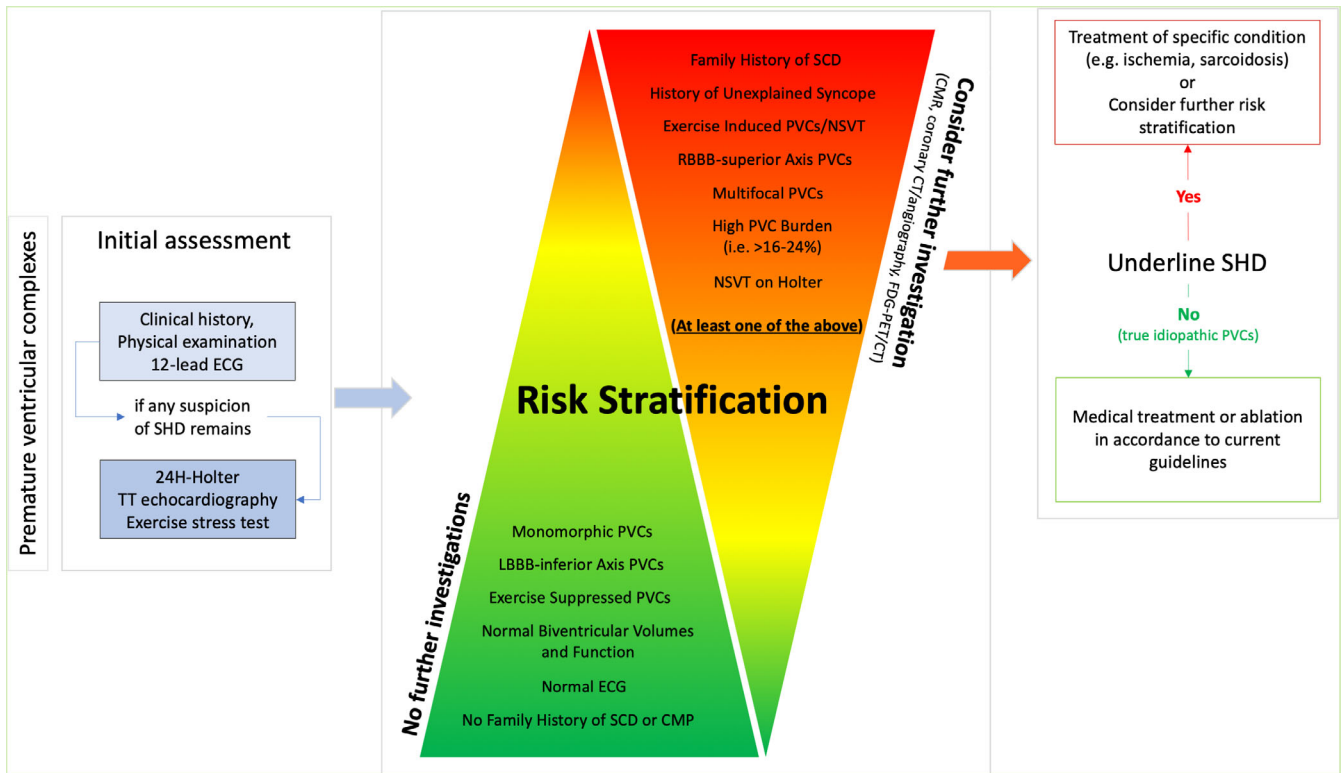 Premature ventricular complexes
Initial assessment
Clinical history,
Physical examination
12-lead ECG
if any suspicion
of SHD remains
24H-Holter
TT echocardiography
Exercise stress test
Risk Stratification
No further investigations
Monomorphic PVCs
LBBB-inferior Axis PVCs
Exercise Suppressed PVCs
Normal Biventricular Volumes
and Function
Normal ECG
No Family History of SCD or CMP
Family History of SCD
History of Unexplained Syncope
Exercise Induced PVCs/NSVT
RBBB-superior Axis PVCs
Multifocal PVCs
High PVC Burden
(i.e. >16-24%)
NSVT on Holter
(At least one of the above)
Consider further investigation
(CMR, coronary CT/angiography, FDG-PET/CT)
Treatment of specific condition
(e.g. ischemia, sarcoidosis)
or
Consider further risk
stratification
Yes
Underline SHD
No
(true idiopathic PVCs)
Medical treatment or ablation
in accordance to current
guidelines